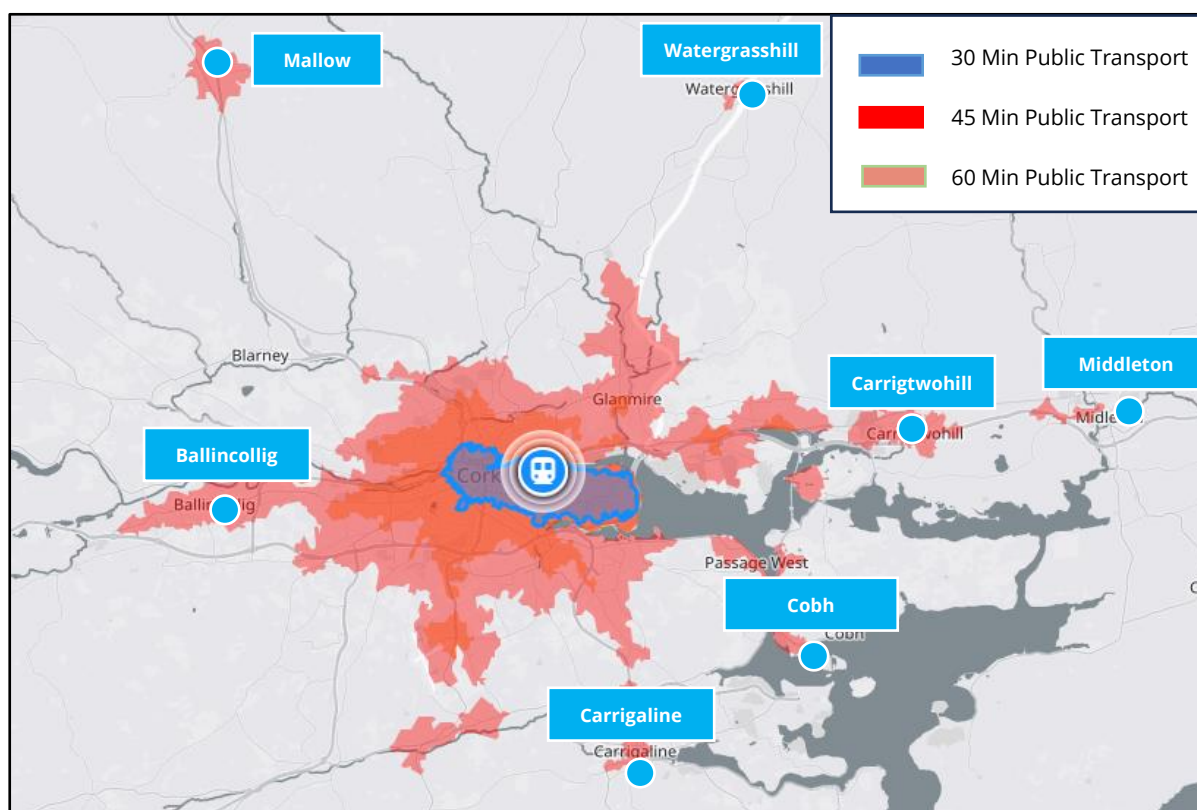 Mallow
Watergrasshill
Watergrasshill
30 Min Public Transport
45 Min Public Transport
60 Min Public Transport
Blarney
Glanmire
Carrigtwohill
Middleton
Ballincollig
Cork
Passage West
Cobh
Cobh
Carrigaline
Carrigaline